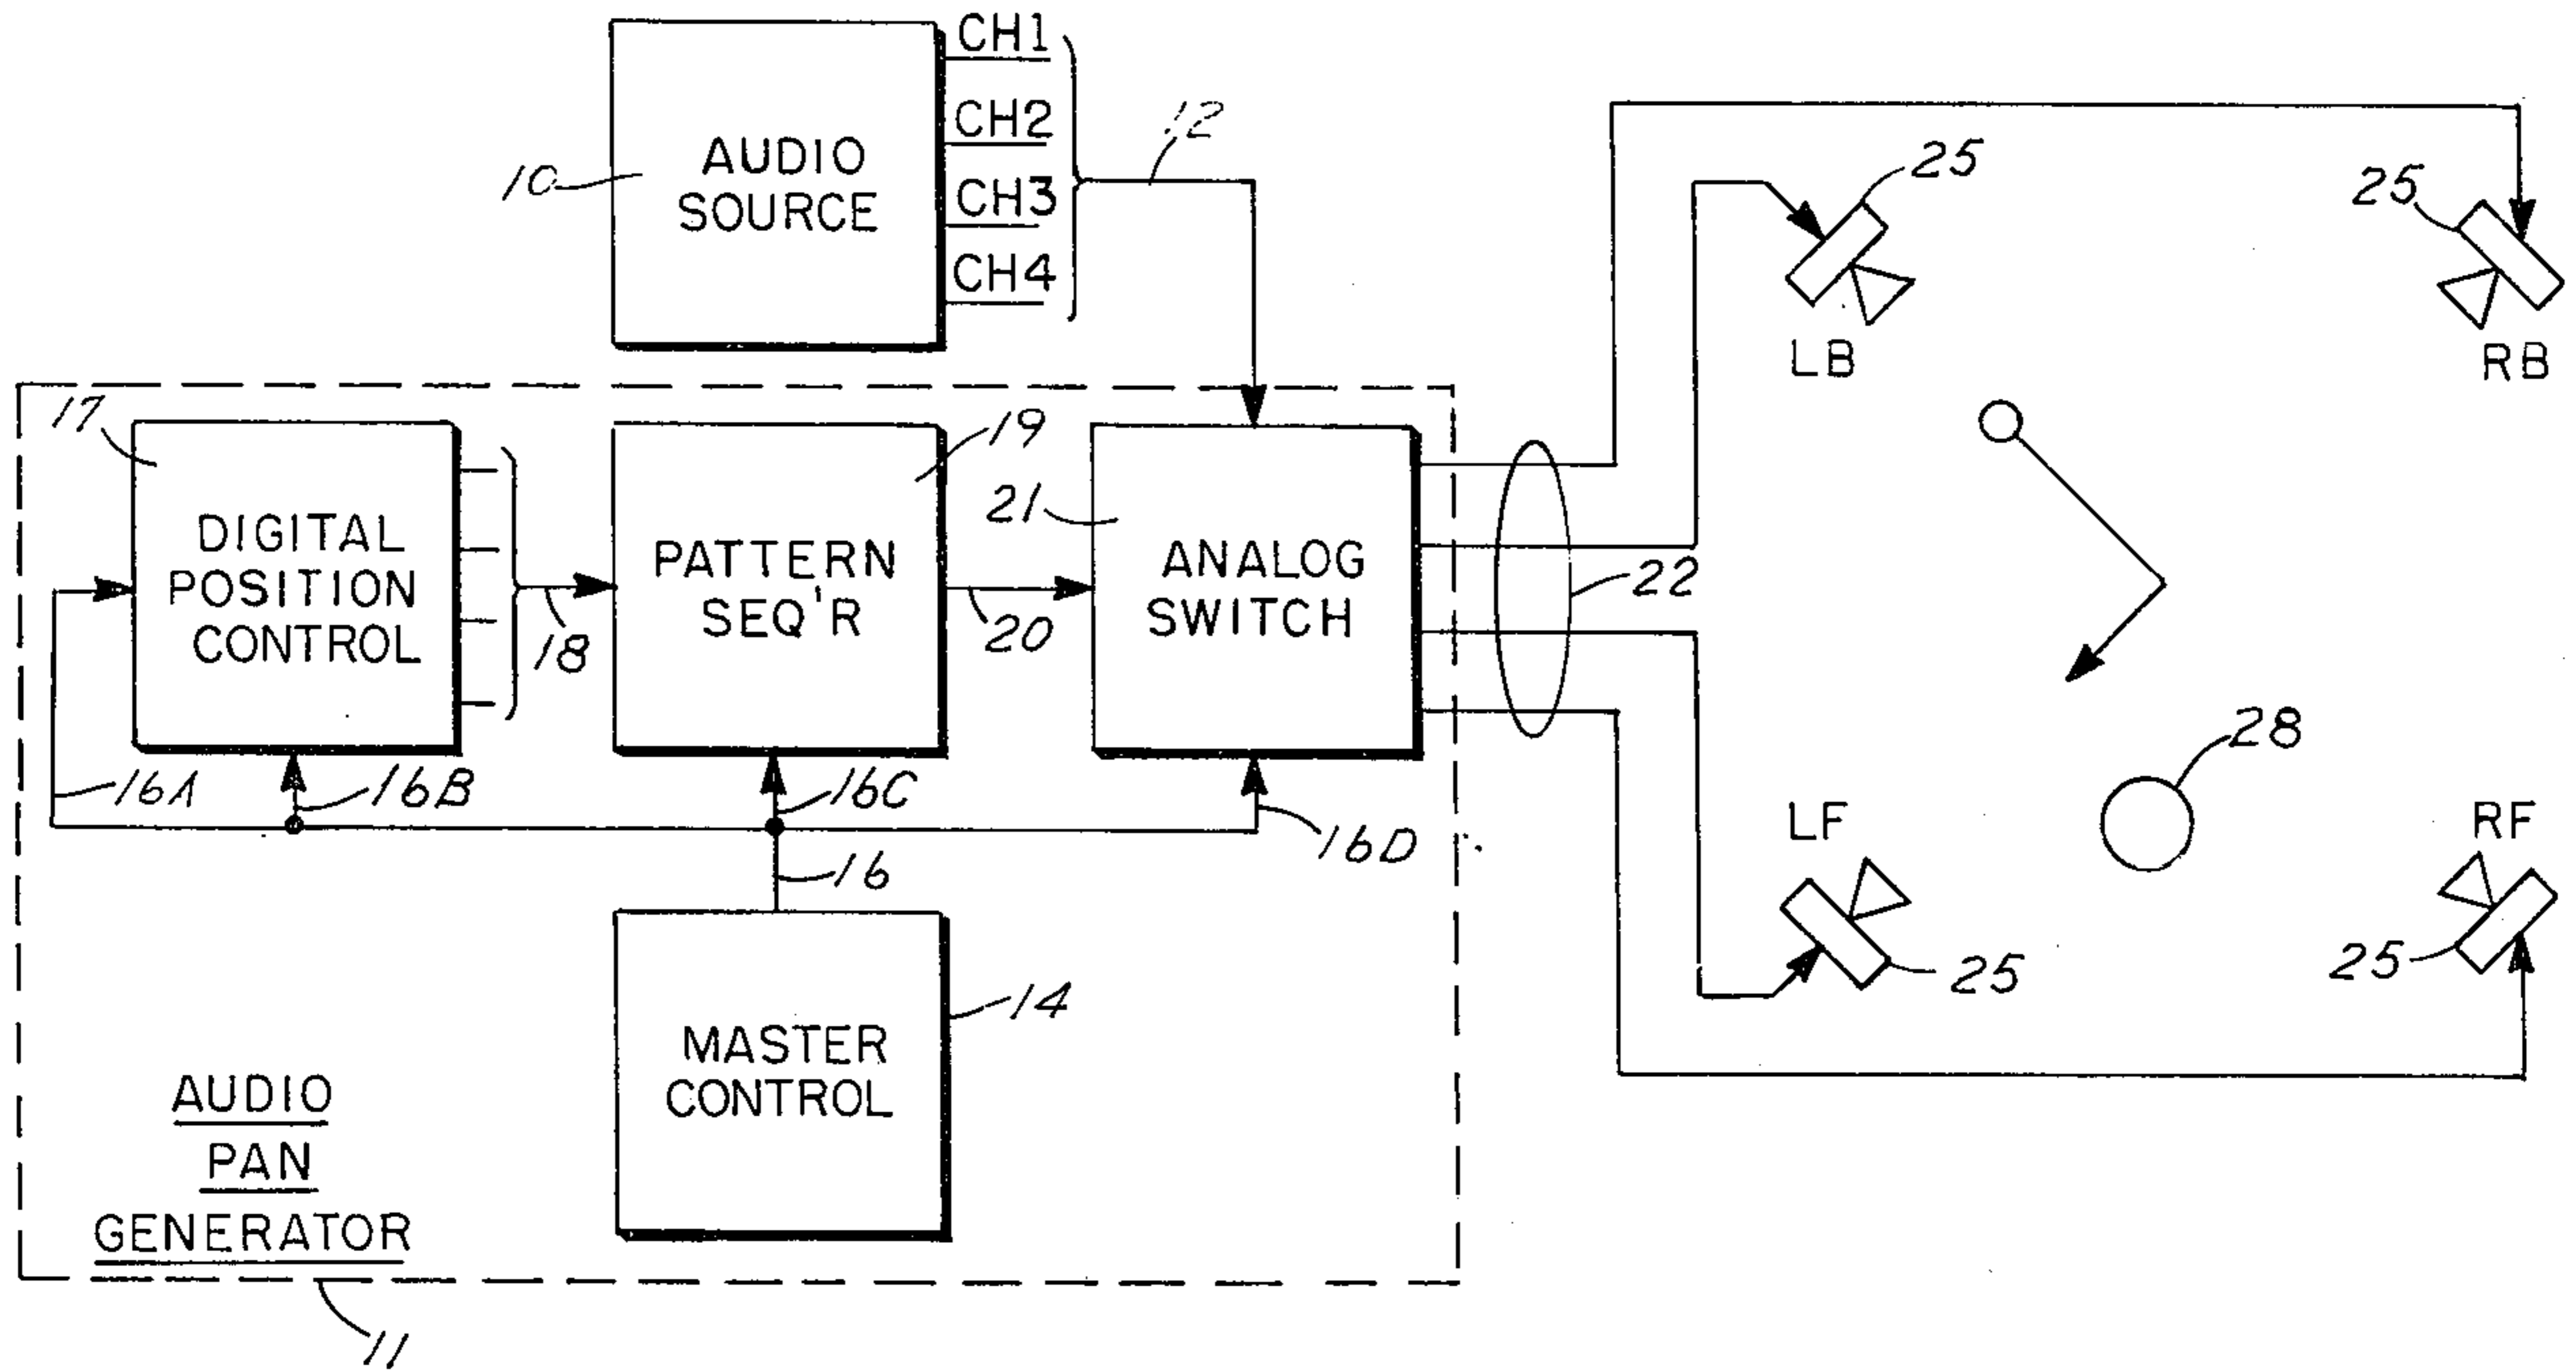 CH1
CH2
CH3
CH4
12
10
AUDIO
SOURCE
25
25
LB
RB
17
DIGITAL
POSITION
CONTROL
18
19
PATTERN
SEQ'R
20
21
ANALOG
SWITCH
22
28
16A
16B
16C
16D
16
LF
RF
25
25
14
MASTER
CONTROL
AUDIO
PAN
GENERATOR
11